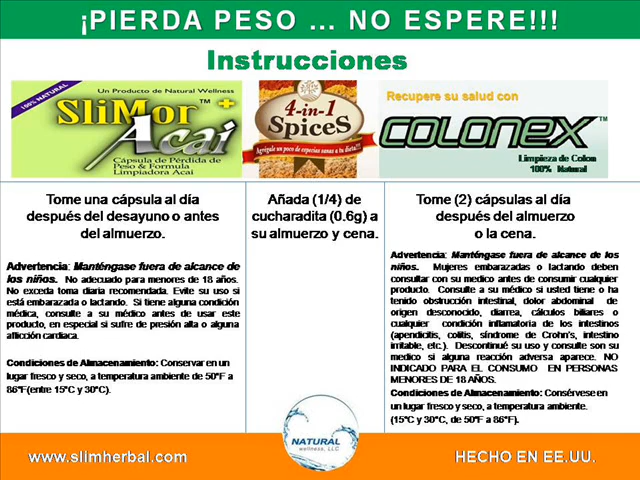 ¡PIERDA PESO ... NO ESPERE!!!
Instrucciones
100% NATURAL
Un Producto de Natural Wellness
SliMor™+
Acaí
Cápsula de Pérdida de
Peso & Formula
Limpiadora Acai
4-in-1
SPiceS
Agrégale un poco de especias sanas a tu dieta!!!
Recupere su salud con
COLONEX™
Limpieza de Colon
100% Natural
Tome una cápsula al día
después del desayuno o antes
del almuerzo.
Advertencia: Manténgase fuera de alcance de
los niños. No adecuado para menores de 18 años.
No exceda toma diaria recomendada. Evite su uso si
está embarazada o lactando. Si tiene alguna condición
médica, consulte a su médico antes de usar este
producto, en especial si sufre de presión alta o alguna
aflicción cardiaca.
Condiciones de Almacenamiento: Conservar en un
lugar fresco y seco, a temperatura ambiente de 50°F a
86°F(entre 15°C y 30°C).
Añada (1/4) de
cucharadita (0.6g) a
su almuerzo y cena.
Tome (2) cápsulas al día
después del almuerzo
o la cena.
Advertencia: Manténgase fuera de alcance de los
niños. Mujeres embarazadas o lactando deben
consultar con su medico antes de consumir cualquier
producto. Consulte a su médico si usted tiene o ha
tenido obstrucción intestinal, dolor abdominal de
origen desconocido, diarrea, cálculos biliares o
cualquier condición inflamatoria de los intestinos
(apendicitis, colitis, síndrome de Crohn's, intestino
irritable, etc.). Descontinué su uso y consulte son su
medico si alguna reacción adversa aparece. NO
INDICADO PARA EL CONSUMO EN PERSONAS
MENORES DE 18 AÑOS.
Condiciones de Almacenamiento: Consérvese en
un lugar fresco y seco, a temperatura ambiente.
(15°C y 30°C, de 50°F a 86°F).
NATURAL
wellness, LLC
www.slimherbal.com
HECHO EN EE.UU.